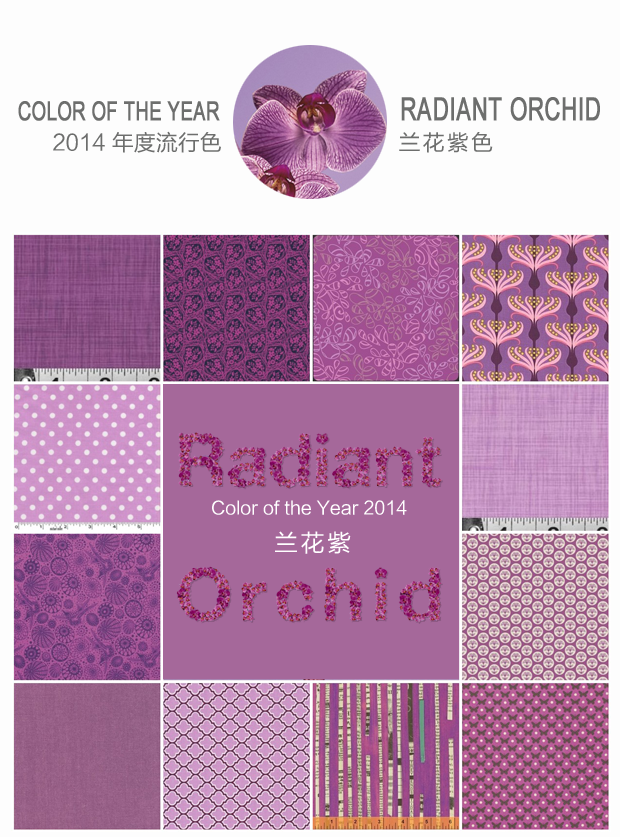 COLOR OF THE YEAR
2014 年度流行色
RADIANT ORCHID
兰花紫色
Radiant
Color of the Year 2014
兰花紫
Orchid